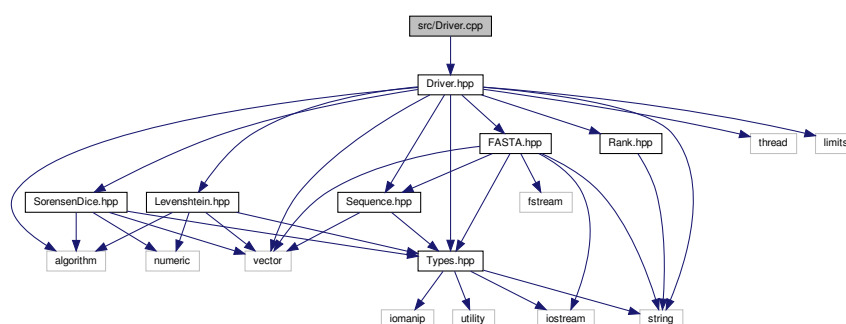 src/Driver.cpp
Driver.hpp
FASTA.hpp
Rank.hpp
thread
limits
SorensenDice.hpp
Levenshtein.hpp
Sequence.hpp
fstream
algorithm
numeric
vector
Types.hpp
iomanip
utility
iostream
string